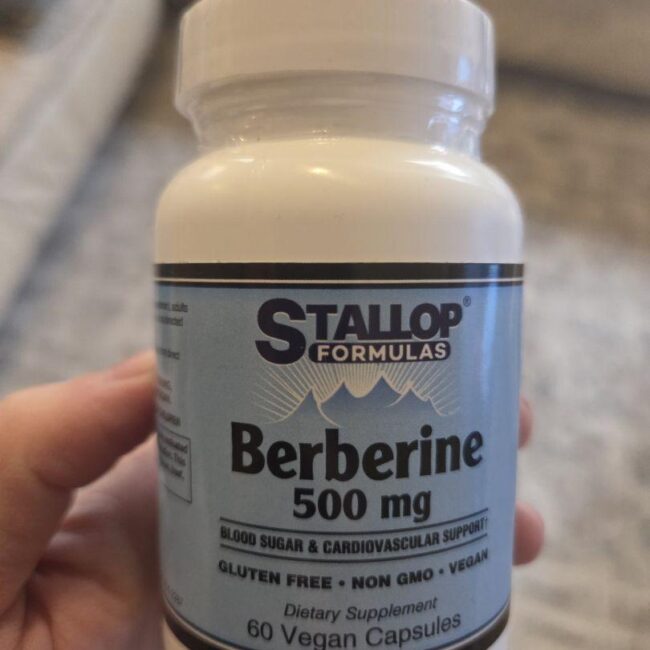 STALLOP®
FORMULAS
Berberine
500 mg
BLOOD SUGAR & CARDIOVASCULAR SUPPORT†
GLUTEN FREE • NON GMO • VEGAN
Dietary Supplement
60 Vegan Capsules